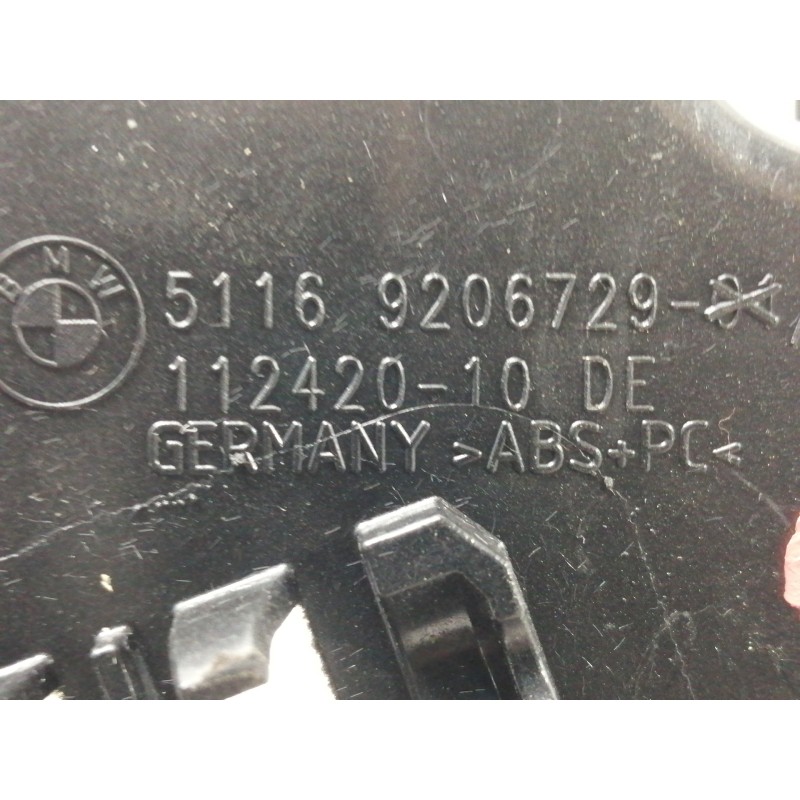 BMW
5116 9206729-
112420-10 DE
GERMANY >ABS+PC<